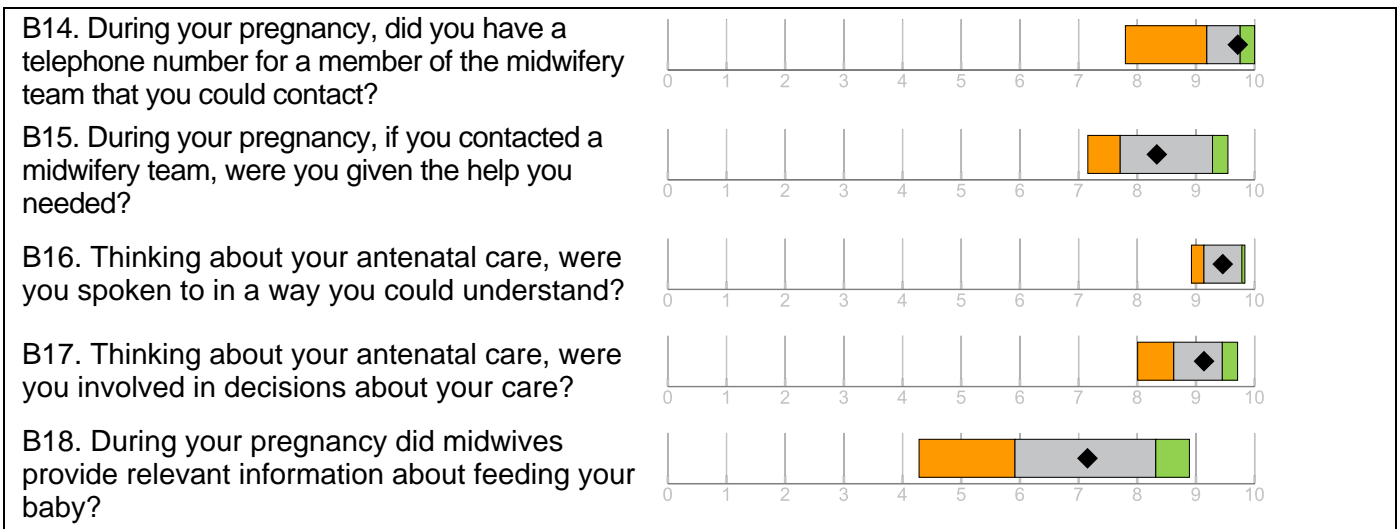 B14. During your pregnancy, did you have a
telephone number for a member of the midwifery
team that you could contact?
0 1 2 3 4 5 6 7 8 9 10
B15. During your pregnancy, if you contacted a
midwifery team, were you given the help you
needed?
0 1 2 3 4 5 6 7 8 9 10
B16. Thinking about your antenatal care, were
you spoken to in a way you could understand?
0 1 2 3 4 5 6 7 8 9 10
B17. Thinking about your antenatal care, were
you involved in decisions about your care?
0 1 2 3 4 5 6 7 8 9 10
B18. During your pregnancy did midwives
provide relevant information about feeding your
baby?
0 1 2 3 4 5 6 7 8 9 10